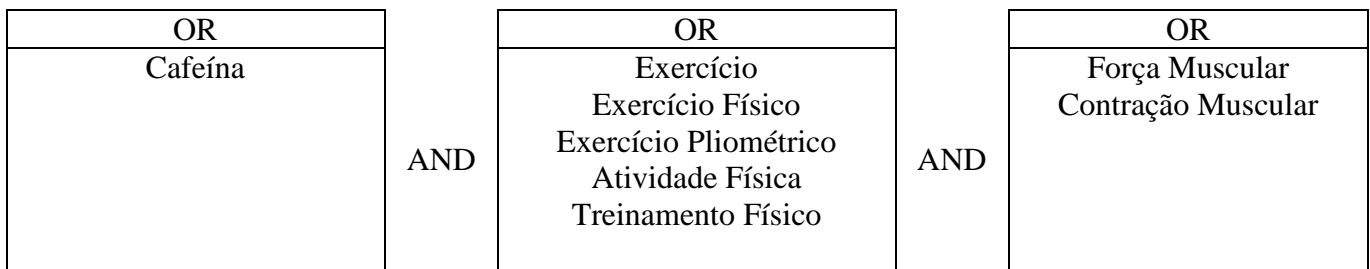 OR
Cafeína
AND
OR
Exercício
Exercício Físico
Exercício Pliométrico
Atividade Física
Treinamento Físico
AND
OR
Força Muscular
Contração Muscular